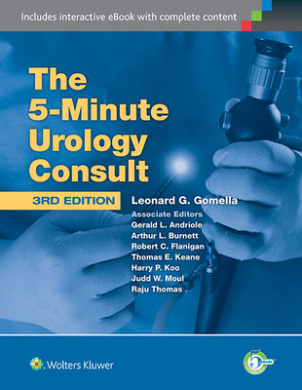 Includes interactive eBook with complete content
The
5-Minute
Urology
Consult
3RD EDITION
Leonard G. Gomella
Associate Editors
Gerald L. Andriole
Arthur L. Burnett
Robert C. Flanigan
Thomas E. Keane
Harry P. Koo
Judd W. Moul
Raju Thomas
Wolters Kluwer
5